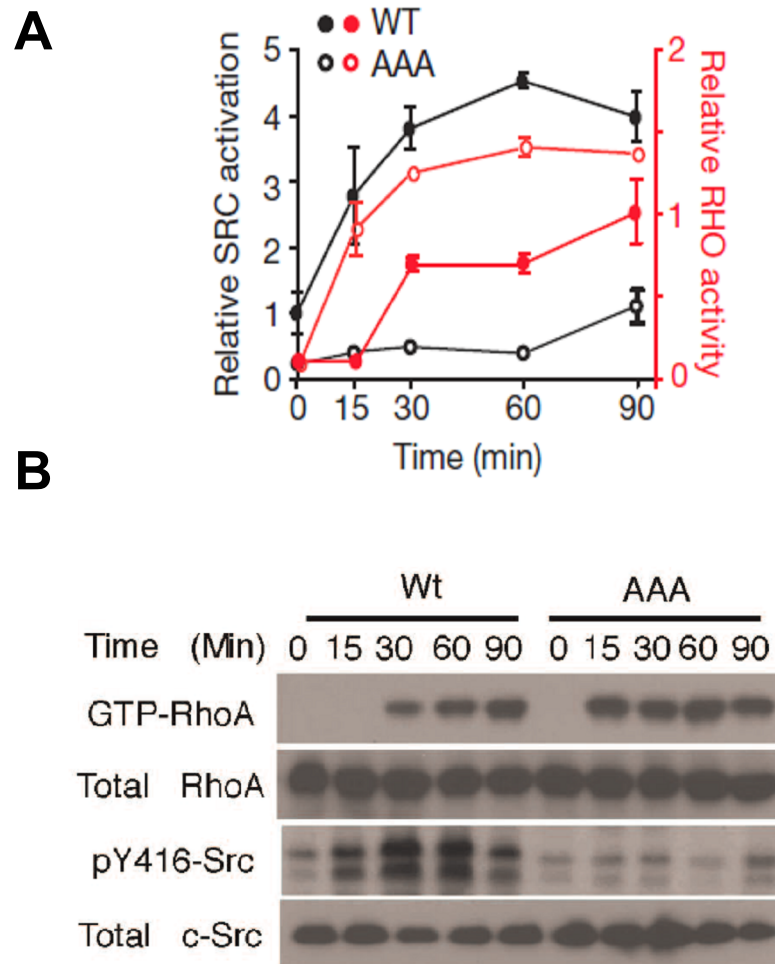 A
WT
AAA
Relative SRC activation
5
4
3
2
1
0
Relative RHO activity
2
1
0
0 15 30 60 90
Time (min)
B
Wt AAA
Time (Min) 0 15 30 60 90 0 15 30 60 90
GTP-RhoA
Total RhoA
pY416-Src
Total c-Src